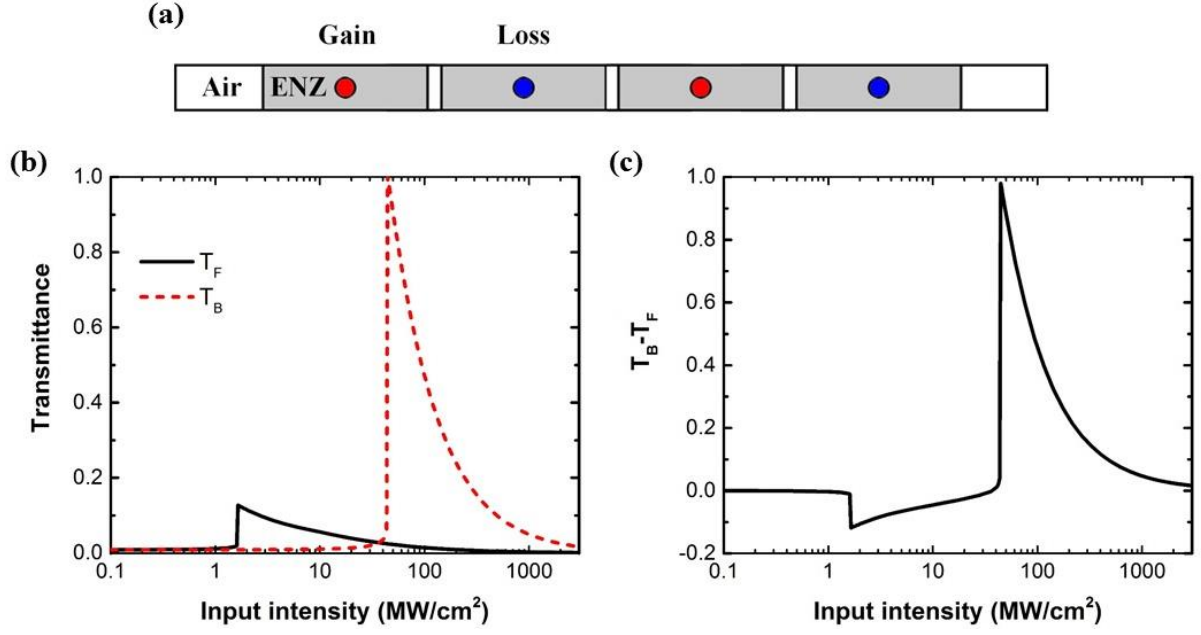 (a)
Gain Loss
Air ENZ
(b)
1.0
0.8
0.6
0.4
0.2
0.0
Transmittance
T_F
T_B
0.1 1 10 100 1000
Input intensity (MW/cm²)
(c)
1.0
0.8
0.6
0.4
0.2
0.0
-0.2
T_B-T_F
0.1 1 10 100 1000
Input intensity (MW/cm²)